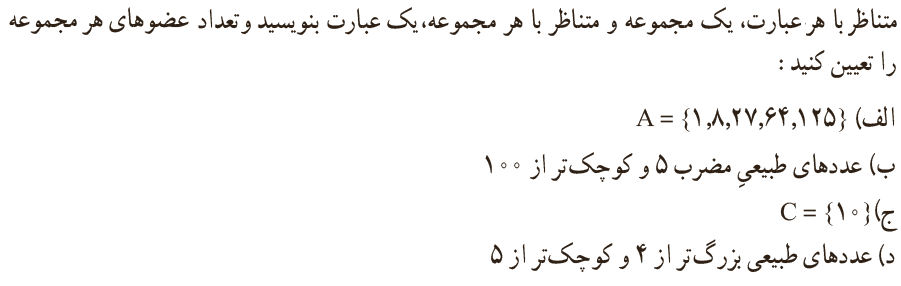 متناظر با هر عبارت، یک مجموعه و متناظر با هر مجموعه،یک عبارت بنویسید و تعداد عضوهای هر مجموعه
را تعیین کنید :
الف) A = {۱,۸,۲۷,۶۴,۱۲۵}
ب) عددهای طبیعیِ مضرب ۵ و کوچک‌تر از ۱۰۰
ج) C = {۱۰}
د) عددهای طبیعی بزرگ‌تر از ۴ و کوچک‌تر از ۵